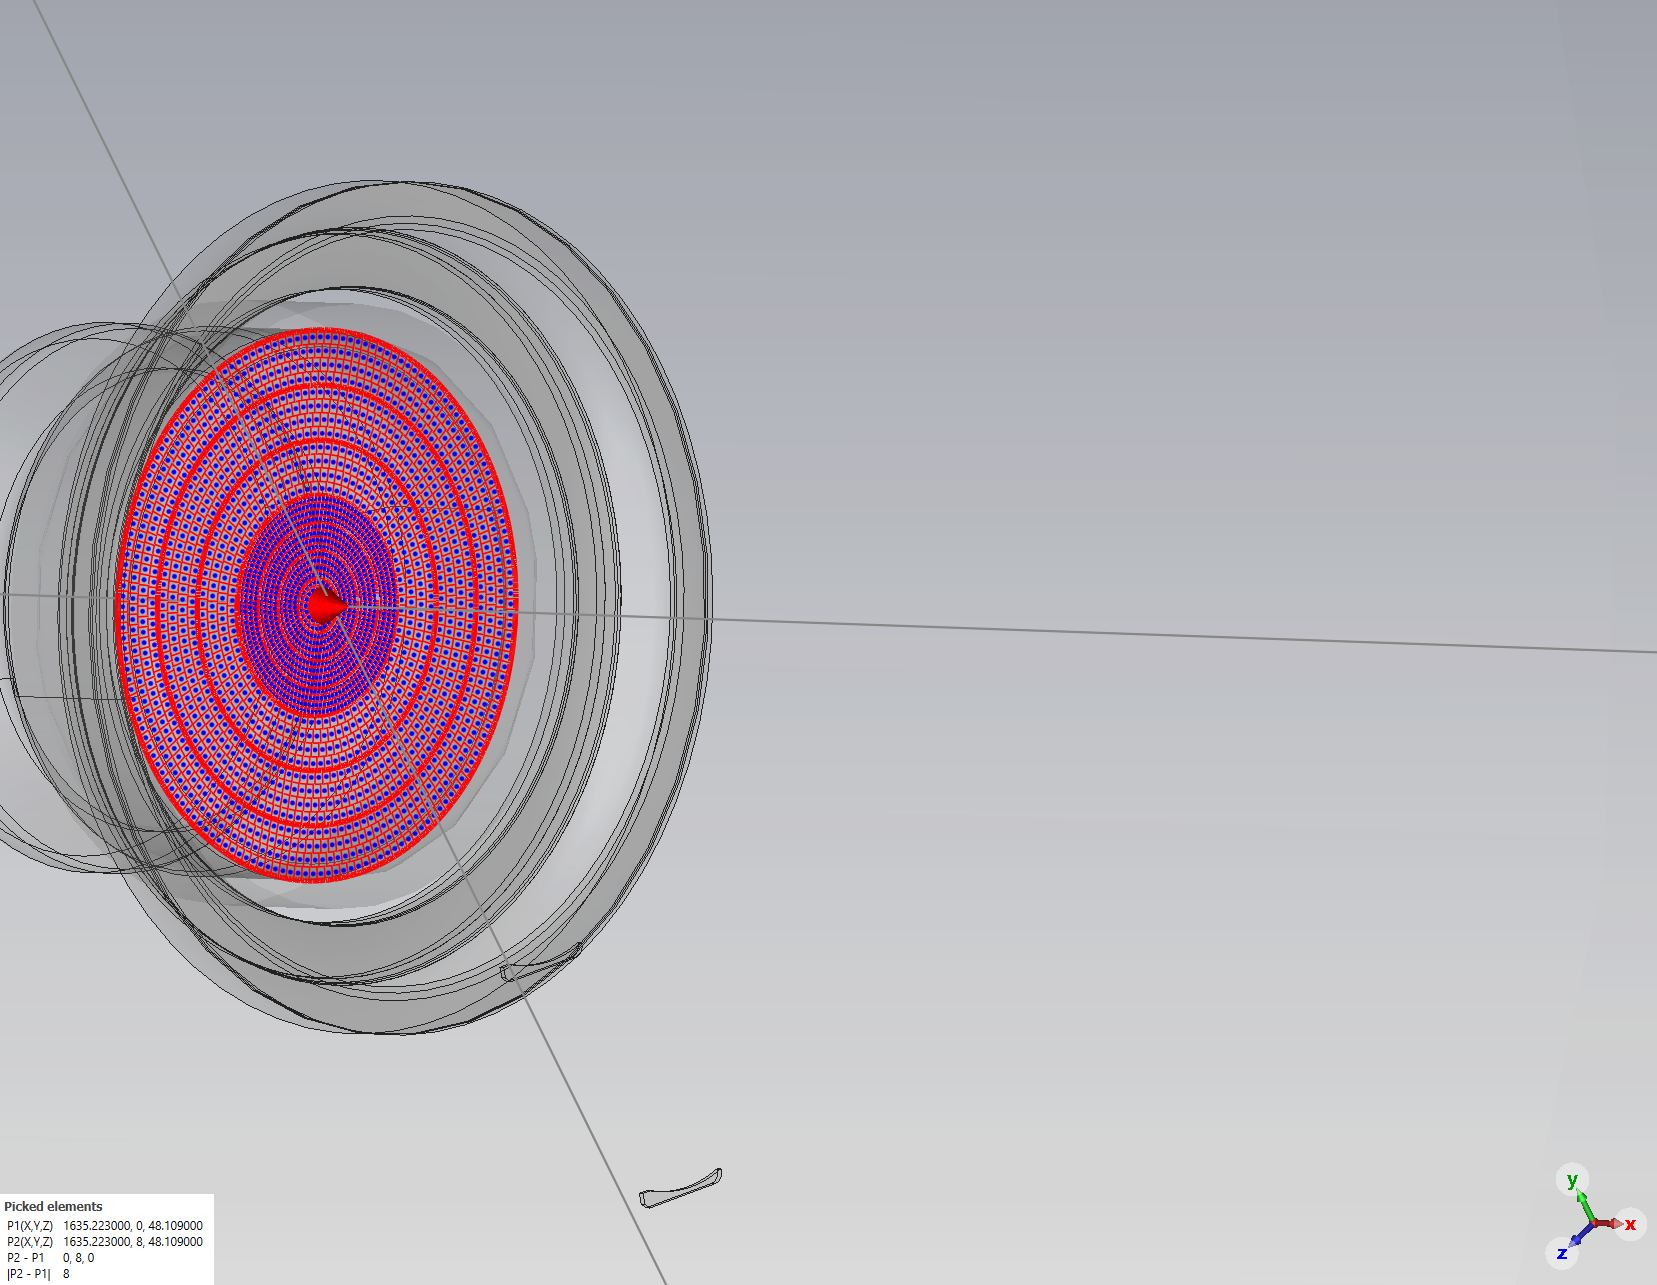 Picked elements
P1(X,Y,Z) 1635.223000, 0, 48.109000
P2(X,Y,Z) 1635.223000, 8, 48.109000
P2 - P1 0, 8, 0
|P2 - P1| 8
y
x
z